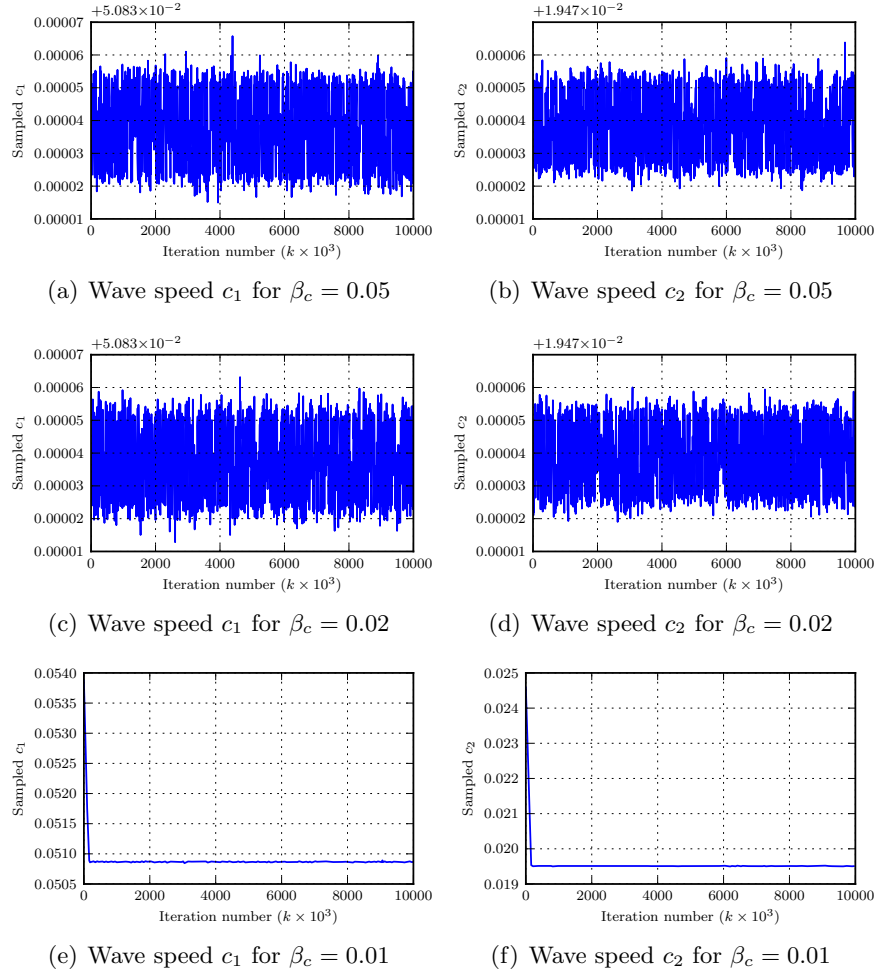 +5.083×10⁻²
0.00007
0.00006
0.00005
0.00004
0.00003
0.00002
0.00001
Sampled c₁
0 2000 4000 6000 8000 10000
Iteration number (k × 10³)
(a) Wave speed c₁ for β_c = 0.05
+1.947×10⁻²
0.00007
0.00006
0.00005
0.00004
0.00003
0.00002
0.00001
Sampled c₂
0 2000 4000 6000 8000 10000
Iteration number (k × 10³)
(b) Wave speed c₂ for β_c = 0.05
+5.083×10⁻²
0.00007
0.00006
0.00005
0.00004
0.00003
0.00002
0.00001
Sampled c₁
0 2000 4000 6000 8000 10000
Iteration number (k × 10³)
(c) Wave speed c₁ for β_c = 0.02
+1.947×10⁻²
0.00007
0.00006
0.00005
0.00004
0.00003
0.00002
0.00001
Sampled c₂
0 2000 4000 6000 8000 10000
Iteration number (k × 10³)
(d) Wave speed c₂ for β_c = 0.02
0.0540
0.0535
0.0530
0.0525
0.0520
0.0515
0.0510
0.0505
Sampled c₁
0 2000 4000 6000 8000 10000
Iteration number (k × 10³)
(e) Wave speed c₁ for β_c = 0.01
0.025
0.024
0.023
0.022
0.021
0.020
0.019
Sampled c₂
0 2000 4000 6000 8000 10000
Iteration number (k × 10³)
(f) Wave speed c₂ for β_c = 0.01